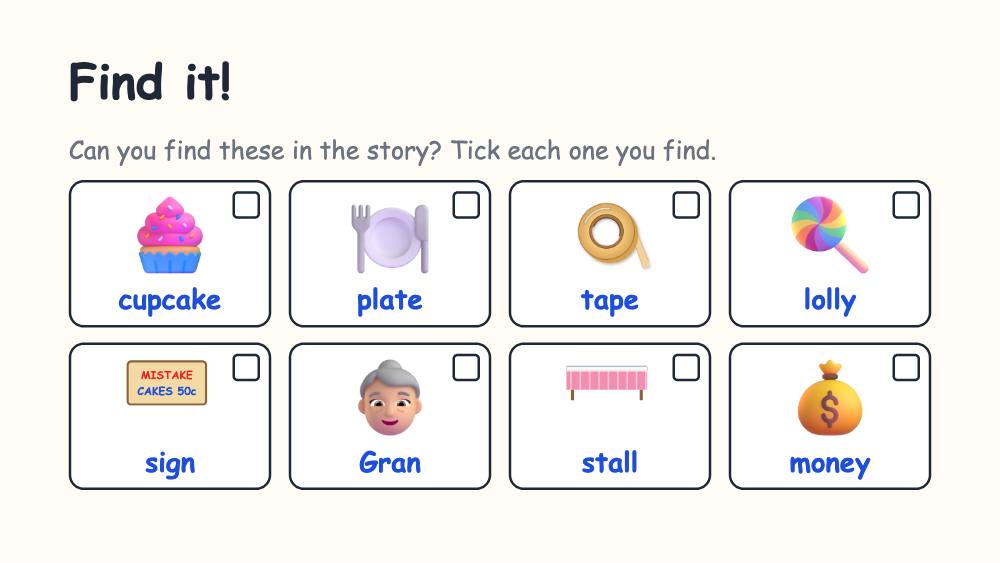 Find it!
Can you find these in the story? Tick each one you find.
cupcake
plate
tape
lolly
MISTAKE
CAKES 50c
sign
Gran
stall
$
money